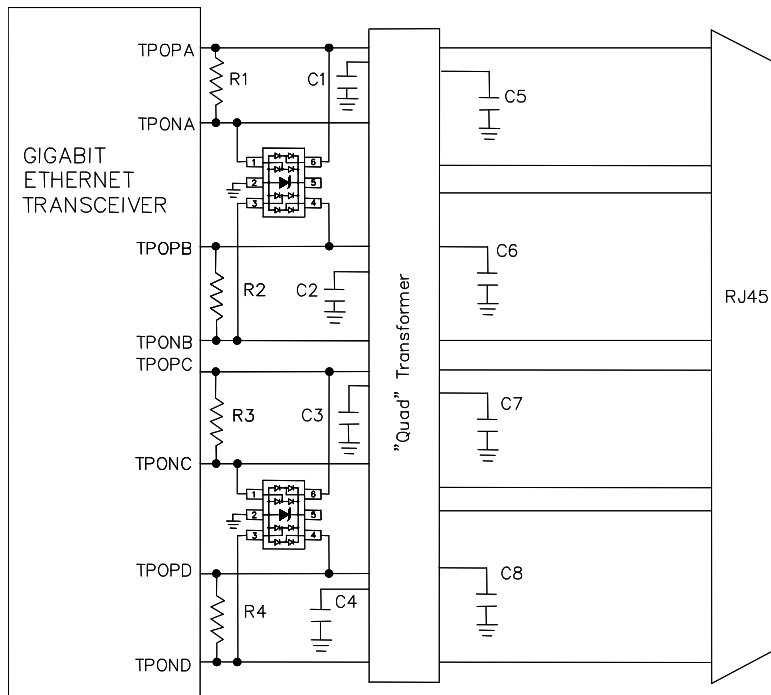 TPOPA
R1
C1
C5
TPONA
GIGABIT
ETHERNET
TRANSCEIVER
1
6
2
5
3
4
TPOPB
C6
R2
C2
RJ45
"Quad" Transformer
TPONB
TPOPC
R3
C3
C7
TPONC
1
6
2
5
3
4
TPOPD
C8
R4
C4
TPOND